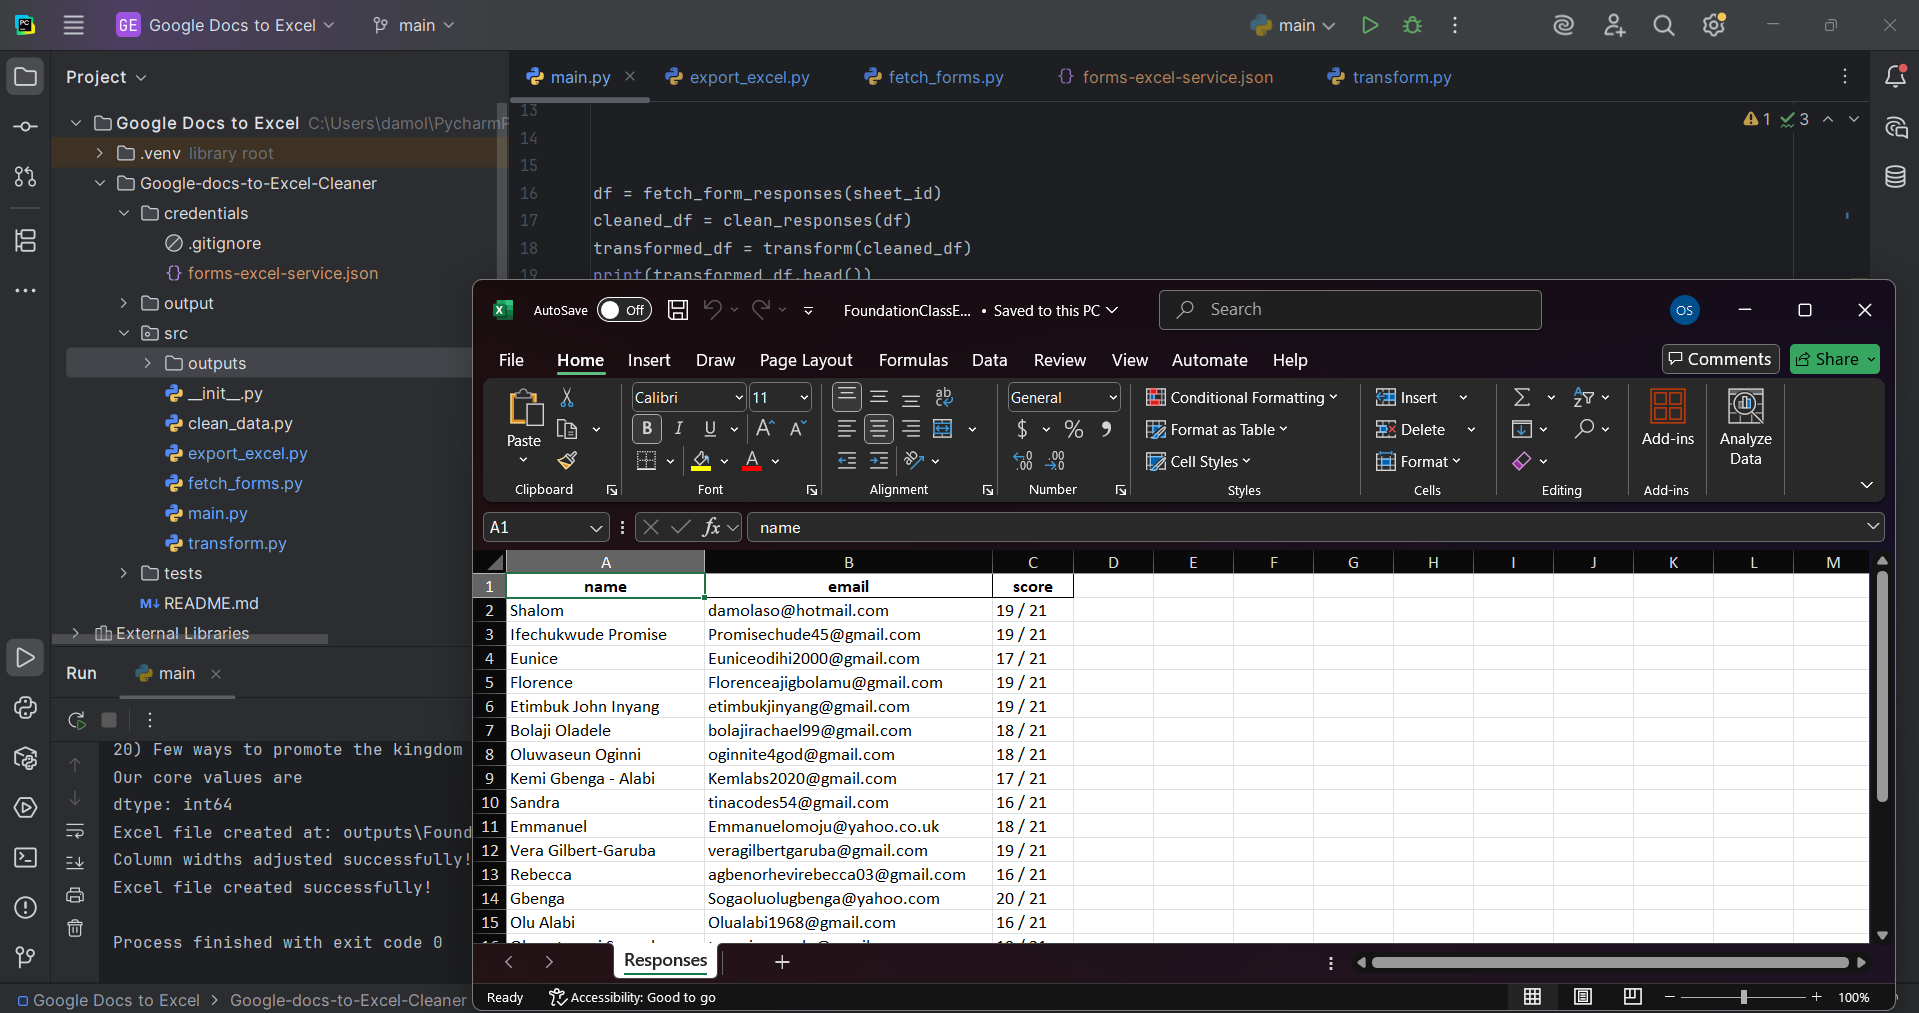 GE Google Docs to Excel main main
Project
main.py export_excel.py fetch_forms.py {} forms-excel-service.json transform.py
Google Docs to Excel C:\Users\damol\PycharmP
.venv library root
Google-docs-to-Excel-Cleaner
credentials
.gitignore
{} forms-excel-service.json
output
src
outputs
__init__.py
clean_data.py
export_excel.py
fetch_forms.py
main.py
transform.py
tests
M↓ README.md
External Libraries
1 3
13
14
15
16 df = fetch_form_responses(sheet_id)
17 cleaned_df = clean_responses(df)
18 transformed_df = transform(cleaned_df)
19 print(transformed_df.head())
Run main
20) Few ways to promote the kingdom
Our core values are
dtype: int64
Excel file created at: outputs\Found
Column widths adjusted successfully!
Excel file created successfully!
Process finished with exit code 0
Google Docs to Excel > Google-docs-to-Excel-Cleaner
AutoSave Off FoundationClassE... • Saved to this PC Search OS
File Home Insert Draw Page Layout Formulas Data Review View Automate Help Comments Share
Paste
Clipboard
Calibri 11
B I U
Font
ab
Alignment
General
$ % 9
Number
Conditional Formatting
Format as Table
Cell Styles
Styles
Insert
Delete
Format
Cells
Editing
Add-ins
Add-ins
Analyze
Data
A1 fx name
A B C D E F G H I J K L M
1 name email score
2 Shalom damolaso@hotmail.com 19 / 21
3 Ifechukwude Promise Promisechude45@gmail.com 19 / 21
4 Eunice Euniceodihi2000@gmail.com 17 / 21
5 Florence Florenceajigbolamu@gmail.com 19 / 21
6 Etimbuk John Inyang etimbukjinyang@gmail.com 19 / 21
7 Bolaji Oladele bolajirachael99@gmail.com 18 / 21
8 Oluwaseun Oginni oginnite4god@gmail.com 18 / 21
9 Kemi Gbenga - Alabi Kemlabs2020@gmail.com 17 / 21
10 Sandra tinacodes54@gmail.com 16 / 21
11 Emmanuel Emmanuelomoju@yahoo.co.uk 18 / 21
12 Vera Gilbert-Garuba veragilbertgaruba@gmail.com 19 / 21
13 Rebecca agbenorhevirebecca03@gmail.com 16 / 21
14 Gbenga Sogaoluolugbenga@yahoo.com 20 / 21
15 Olu Alabi Olualabi1968@gmail.com 16 / 21
Responses
Ready Accessibility: Good to go 100%